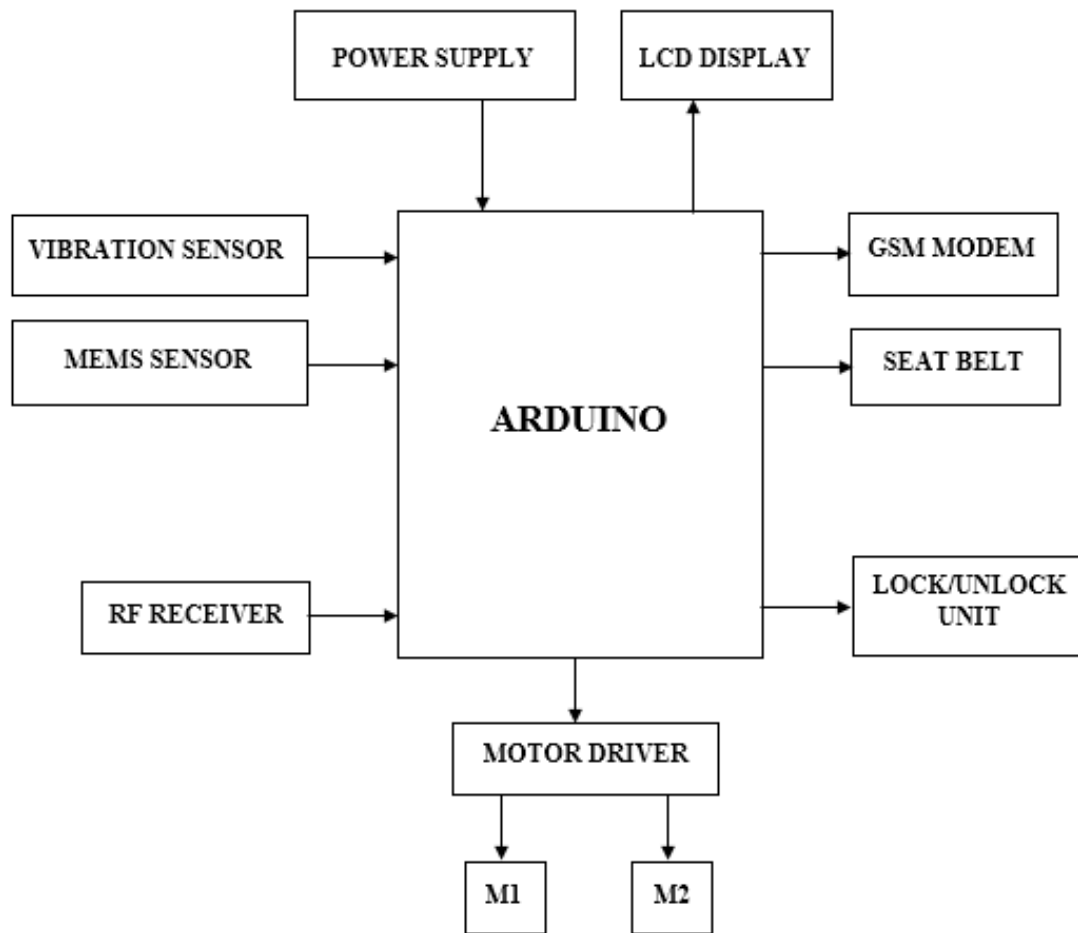 POWER SUPPLY
LCD DISPLAY
VIBRATION SENSOR
GSM MODEM
MEMS SENSOR
SEAT BELT
ARDUINO
RF RECEIVER
LOCK/UNLOCK
UNIT
MOTOR DRIVER
M1
M2